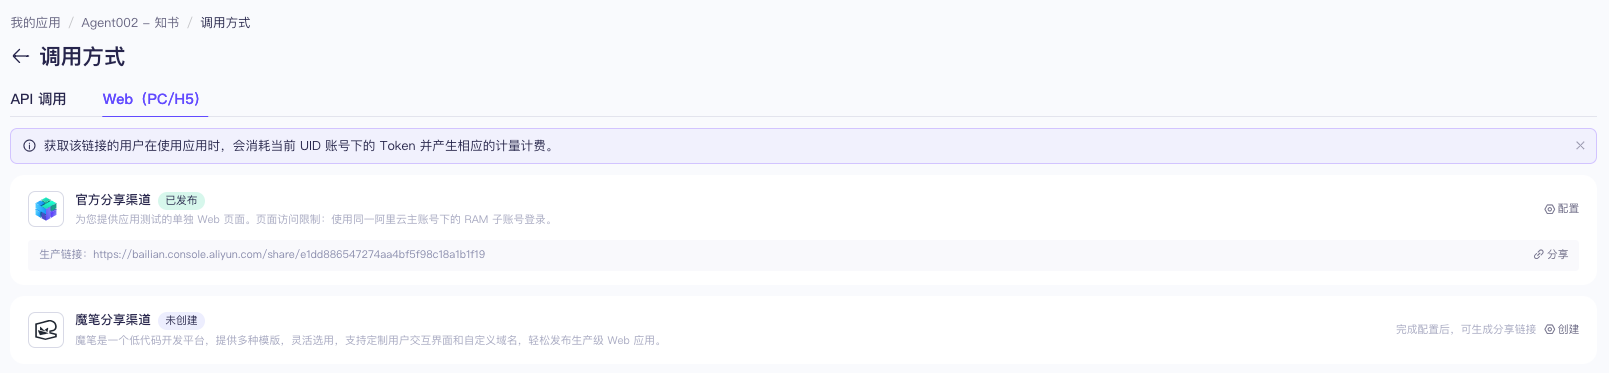 我的应用 / Agent002 - 知书 / 调用方式
← 调用方式
API 调用 Web（PC/H5）
获取该链接的用户在使用应用时，会消耗当前 UID 账号下的 Token 并产生相应的计量计费。
官方分享渠道 已发布
配置
为您提供应用测试的单独 Web 页面。页面访问限制：使用同一阿里云主账号下的 RAM 子账号登录。
生产链接：https://bailian.console.aliyun.com/share/e1dd886547274aa4bf5f98c18a1b1f19 分享
魔笔分享渠道 未创建
完成配置后，可生成分享链接 创建
魔笔是一个低代码开发平台，提供多种模版，灵活选用，支持定制用户交互界面和自定义域名，轻松发布生产级 Web 应用。